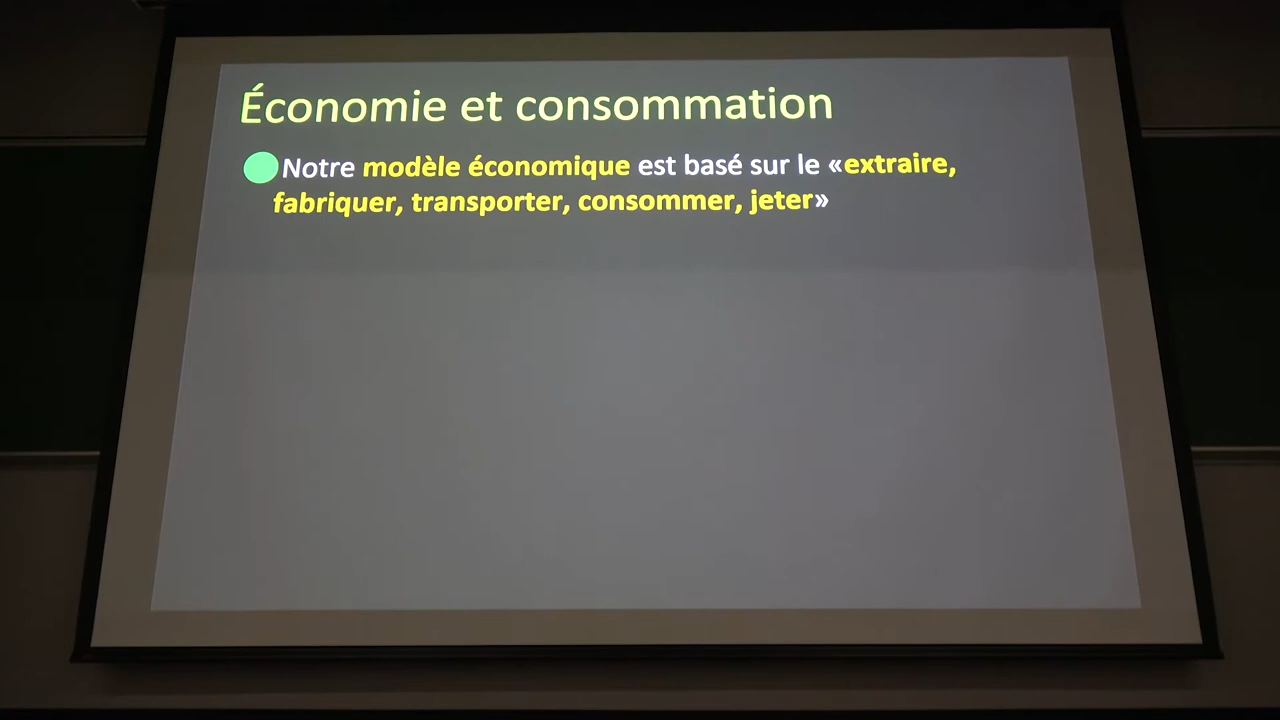 Économie et consommation
Notre modèle économique est basé sur le «extraire,
fabriquer, transporter, consommer, jeter»